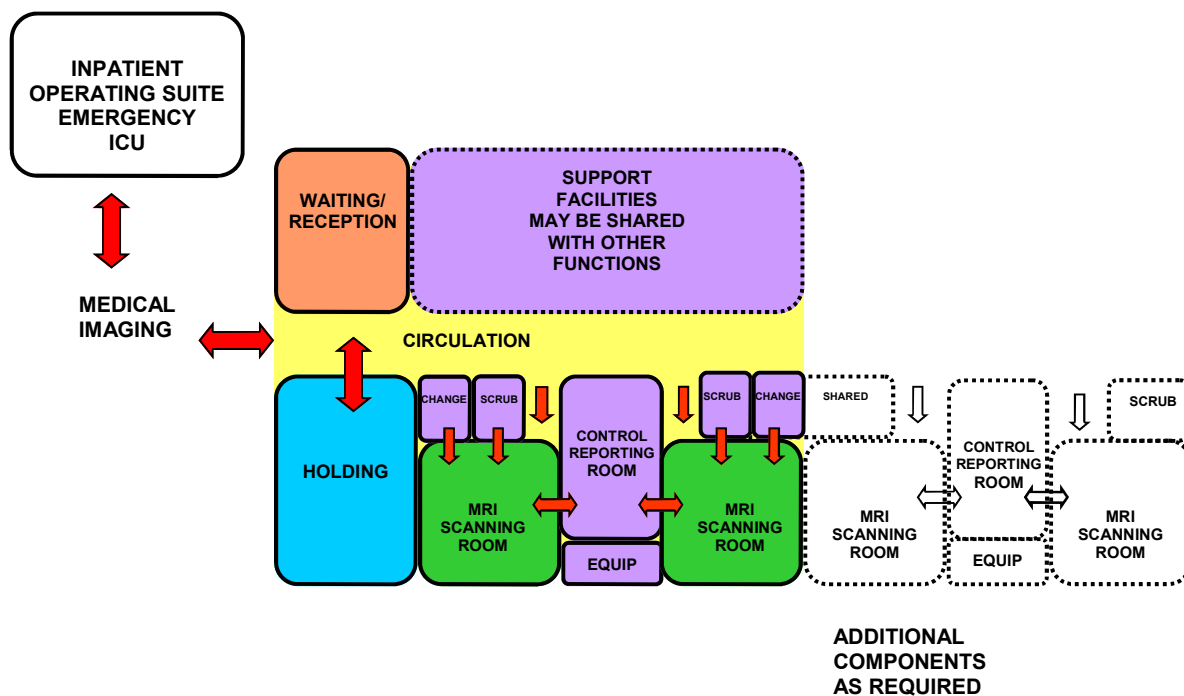 INPATIENT
OPERATING SUITE
EMERGENCY
ICU
WAITING/
RECEPTION
SUPPORT
FACILITIES
MAY BE SHARED
WITH OTHER
FUNCTIONS
MEDICAL
IMAGING
CIRCULATION
CHANGE
SCRUB
SCRUB
CHANGE
SHARED
SCRUB
HOLDING
CONTROL
REPORTING
ROOM
CONTROL
REPORTING
ROOM
MRI
SCANNING
ROOM
MRI
SCANNING
ROOM
MRI
SCANNING
ROOM
MRI
SCANNING
ROOM
EQUIP
EQUIP
ADDITIONAL
COMPONENTS
AS REQUIRED